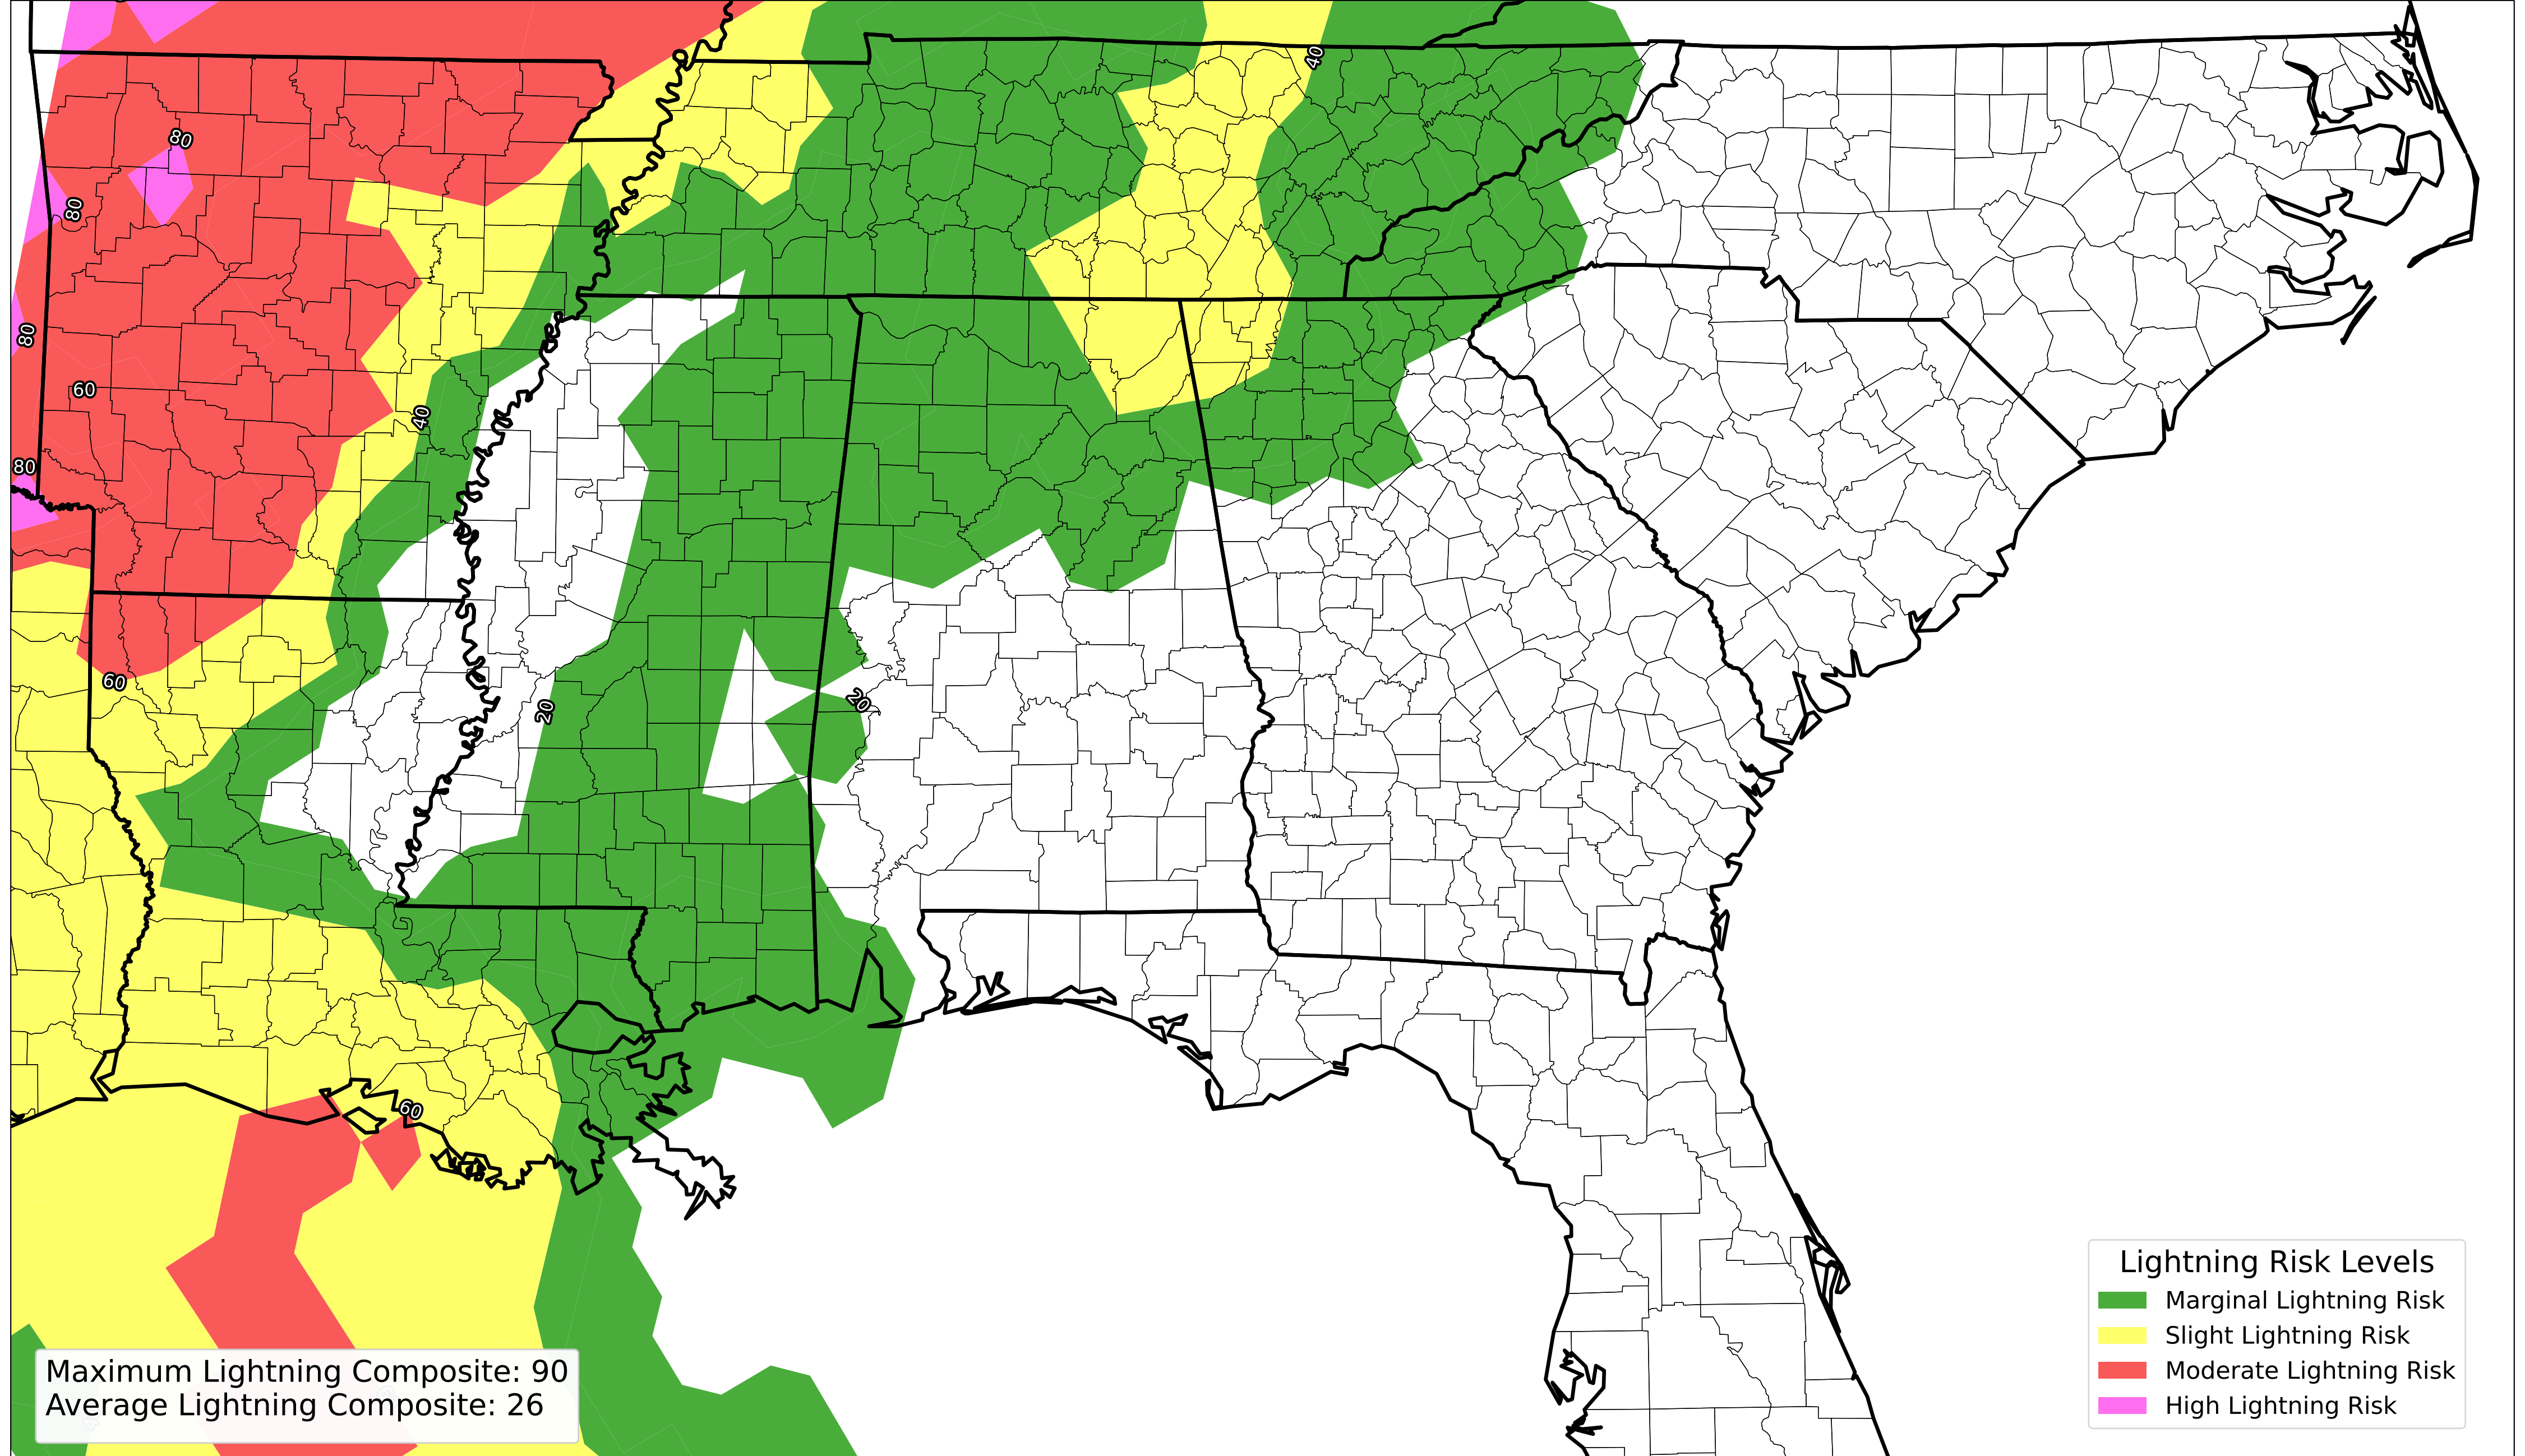 40
80
80
80
60
40
80
60
20
20
60
Lightning Risk Levels
Marginal Lightning Risk
Slight Lightning Risk
Moderate Lightning Risk
High Lightning Risk
Maximum Lightning Composite: 90
Average Lightning Composite: 26